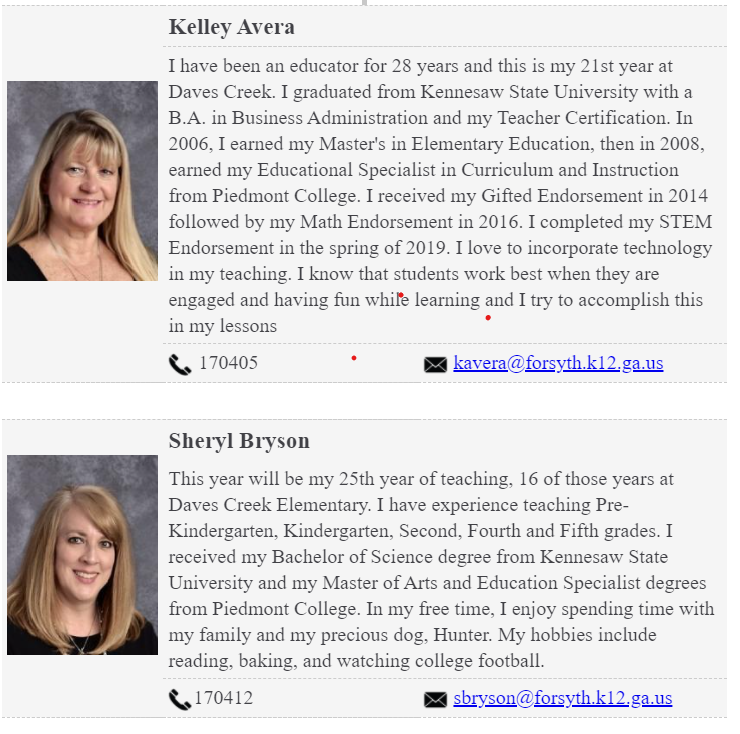 Kelley Avera
I have been an educator for 28 years and this is my 21st year at
Daves Creek. I graduated from Kennesaw State University with a
B.A. in Business Administration and my Teacher Certification. In
2006, I earned my Master's in Elementary Education, then in 2008,
earned my Educational Specialist in Curriculum and Instruction
from Piedmont College. I received my Gifted Endorsement in 2014
followed by my Math Endorsement in 2016. I completed my STEM
Endorsement in the spring of 2019. I love to incorporate technology
in my teaching. I know that students work best when they are
engaged and having fun while learning and I try to accomplish this
in my lessons
170405 kavera@forsyth.k12.ga.us
Sheryl Bryson
This year will be my 25th year of teaching, 16 of those years at
Daves Creek Elementary. I have experience teaching Pre-
Kindergarten, Kindergarten, Second, Fourth and Fifth grades. I
received my Bachelor of Science degree from Kennesaw State
University and my Master of Arts and Education Specialist degrees
from Piedmont College. In my free time, I enjoy spending time with
my family and my precious dog, Hunter. My hobbies include
reading, baking, and watching college football.
170412 sbryson@forsyth.k12.ga.us